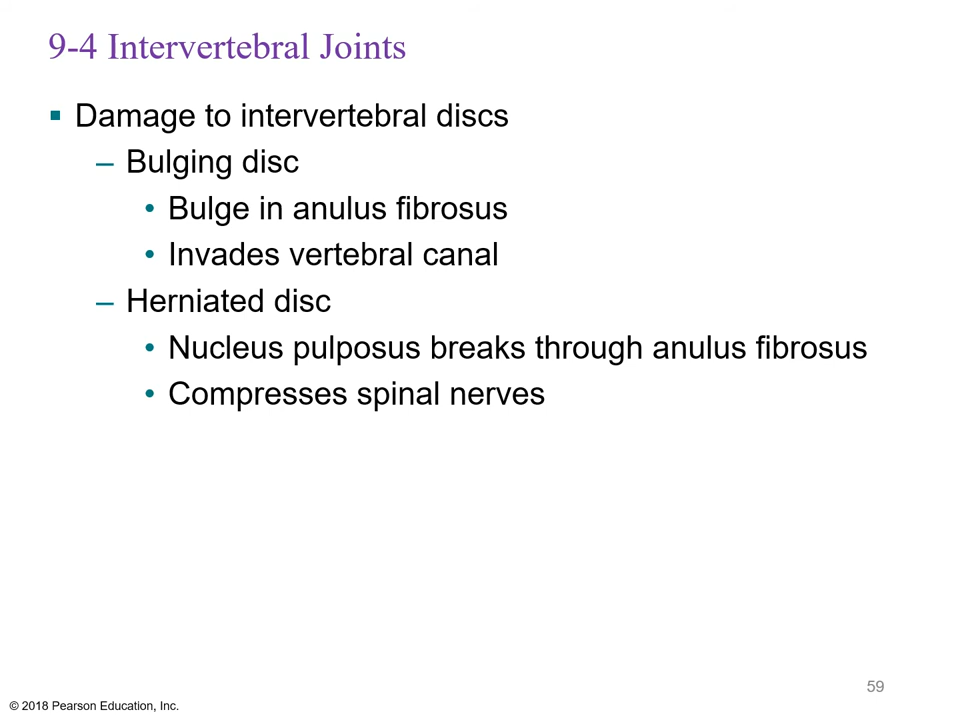 9-4 Intervertebral Joints
▪ Damage to intervertebral discs
– Bulging disc
• Bulge in anulus fibrosus
• Invades vertebral canal
– Herniated disc
• Nucleus pulposus breaks through anulus fibrosus
• Compresses spinal nerves
59
© 2018 Pearson Education, Inc.